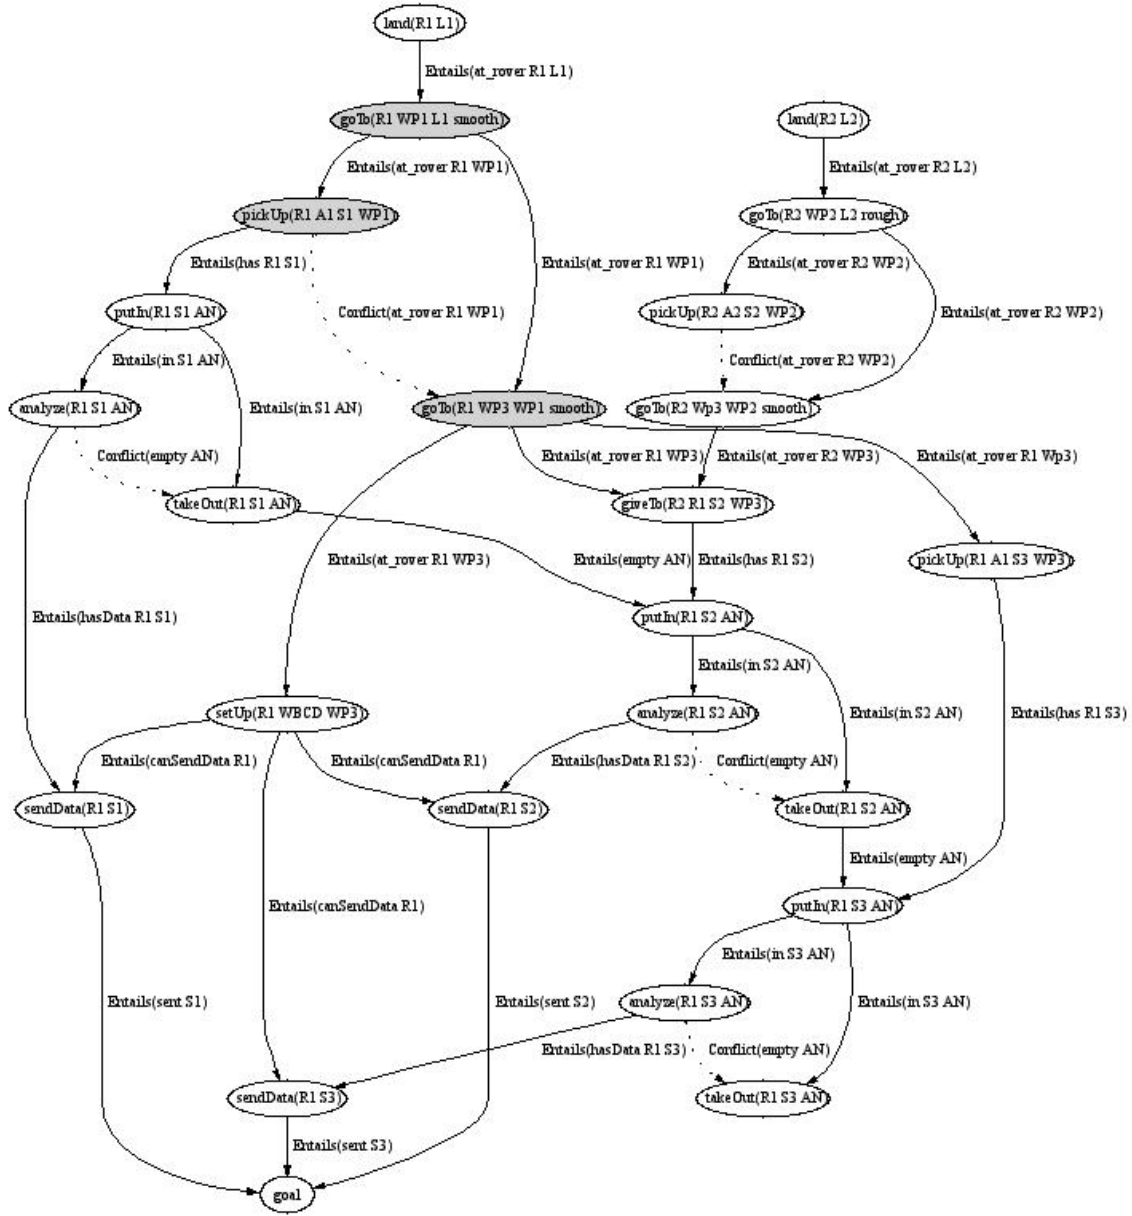 land(R1 L1)
Entails(at_rover R1 L1)
goTo(R1 WP1 L1 smooth)
land(R2 L2)
Entails(at_rover R1 WP1)
Entails(at_rover R2 L2)
pickUp(R1 A1 S1 WP1)
goTo(R2 WP2 L2 rough)
Entails(has R1 S1)
Entails(at_rover R1 WP1)
Entails(at_rover R2 WP2)
putIn(R1 S1 AN)
Conflict(at_rover R1 WP1)
pickUp(R2 A2 S2 WP2)
Entails(at_rover R2 WP2)
Entails(in S1 AN)
Conflict(at_rover R2 WP2)
analyze(R1 S1 AN)
Entails(in S1 AN)
goTo(R1 WP3 WP1 smooth)
goTo(R2 Wp3 WP2 smooth)
Conflict(empty AN)
Entails(at_rover R1 WP3)
Entails(at_rover R2 WP3)
Entails(at_rover R1 Wp3)
takeOut(R1 S1 AN)
giveTo(R2 R1 S2 WP3)
Entails(at_rover R1 WP3)
Entails(empty AN)
Entails(has R1 S2)
pickUp(R1 A1 S3 WP3)
Entails(hasData R1 S1)
putIn(R1 S2 AN)
Entails(in S2 AN)
setUp(R1 WBCD WP3)
analyze(R1 S2 AN)
Entails(in S2 AN)
Entails(has R1 S3)
Entails(canSendData R1)
Entails(canSendData R1)
Entails(hasData R1 S2)
Conflict(empty AN)
sendData(R1 S1)
sendData(R1 S2)
takeOut(R1 S2 AN)
Entails(empty AN)
Entails(canSendData R1)
putIn(R1 S3 AN)
Entails(in S3 AN)
Entails(sent S1)
Entails(sent S2)
analyze(R1 S3 AN)
Entails(in S3 AN)
Entails(hasData R1 S3)
Conflict(empty AN)
sendData(R1 S3)
takeOut(R1 S3 AN)
Entails(sent S3)
goal